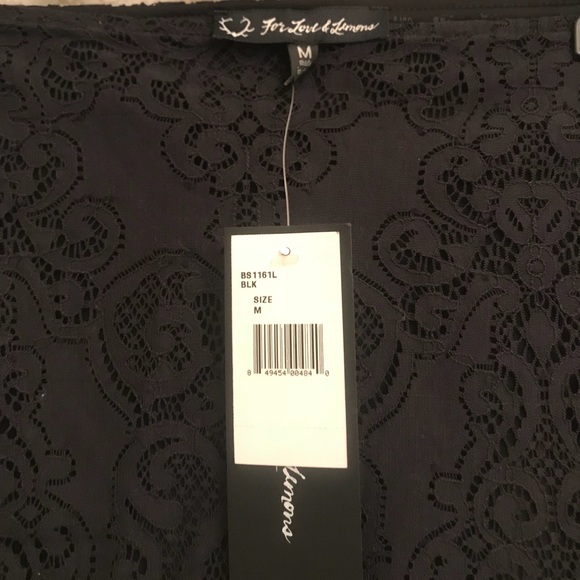 For Love & Lemons
M
BS1161L
BLK
SIZE
M
8 49454 00484 0
Lemons